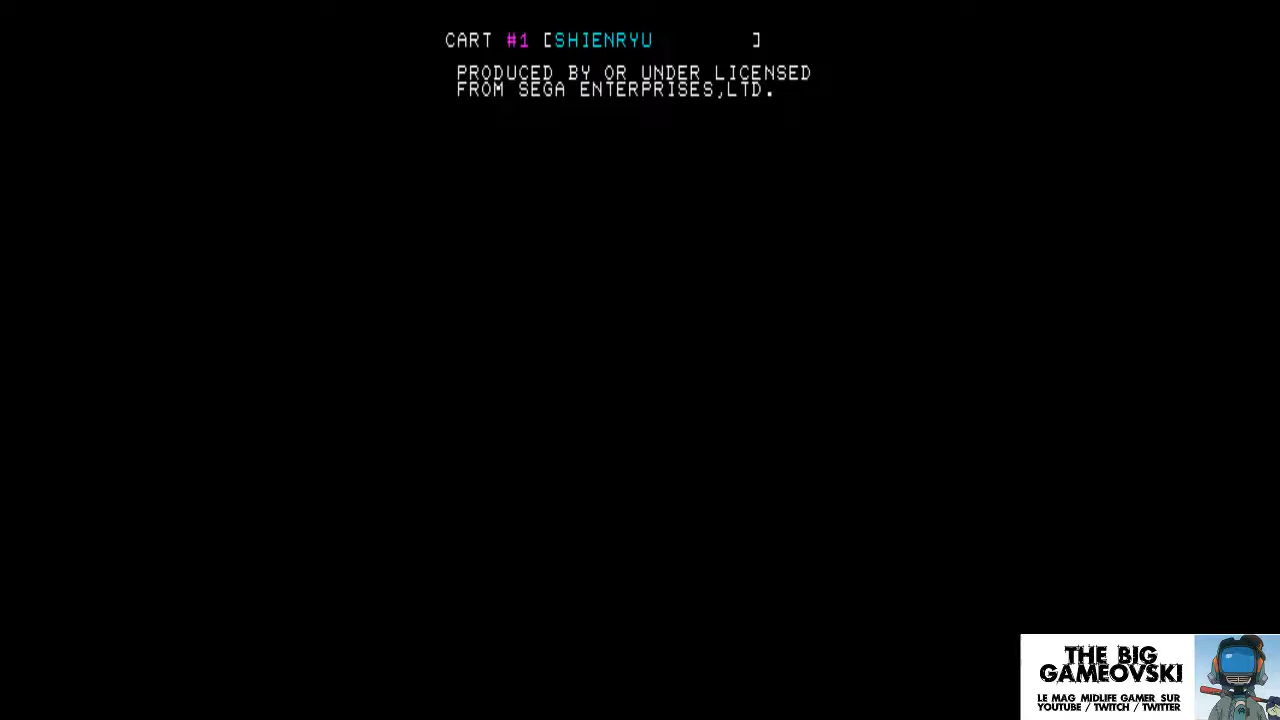 CART #1 [SHIENRYU ]
PRODUCED BY OR UNDER LICENSED
FROM SEGA ENTERPRISES,LTD.
THE BIG
GAMEOVSKI
LE MAG MIDLIFE GAMER SUR
YOUTUBE / TWITCH / TWITTER